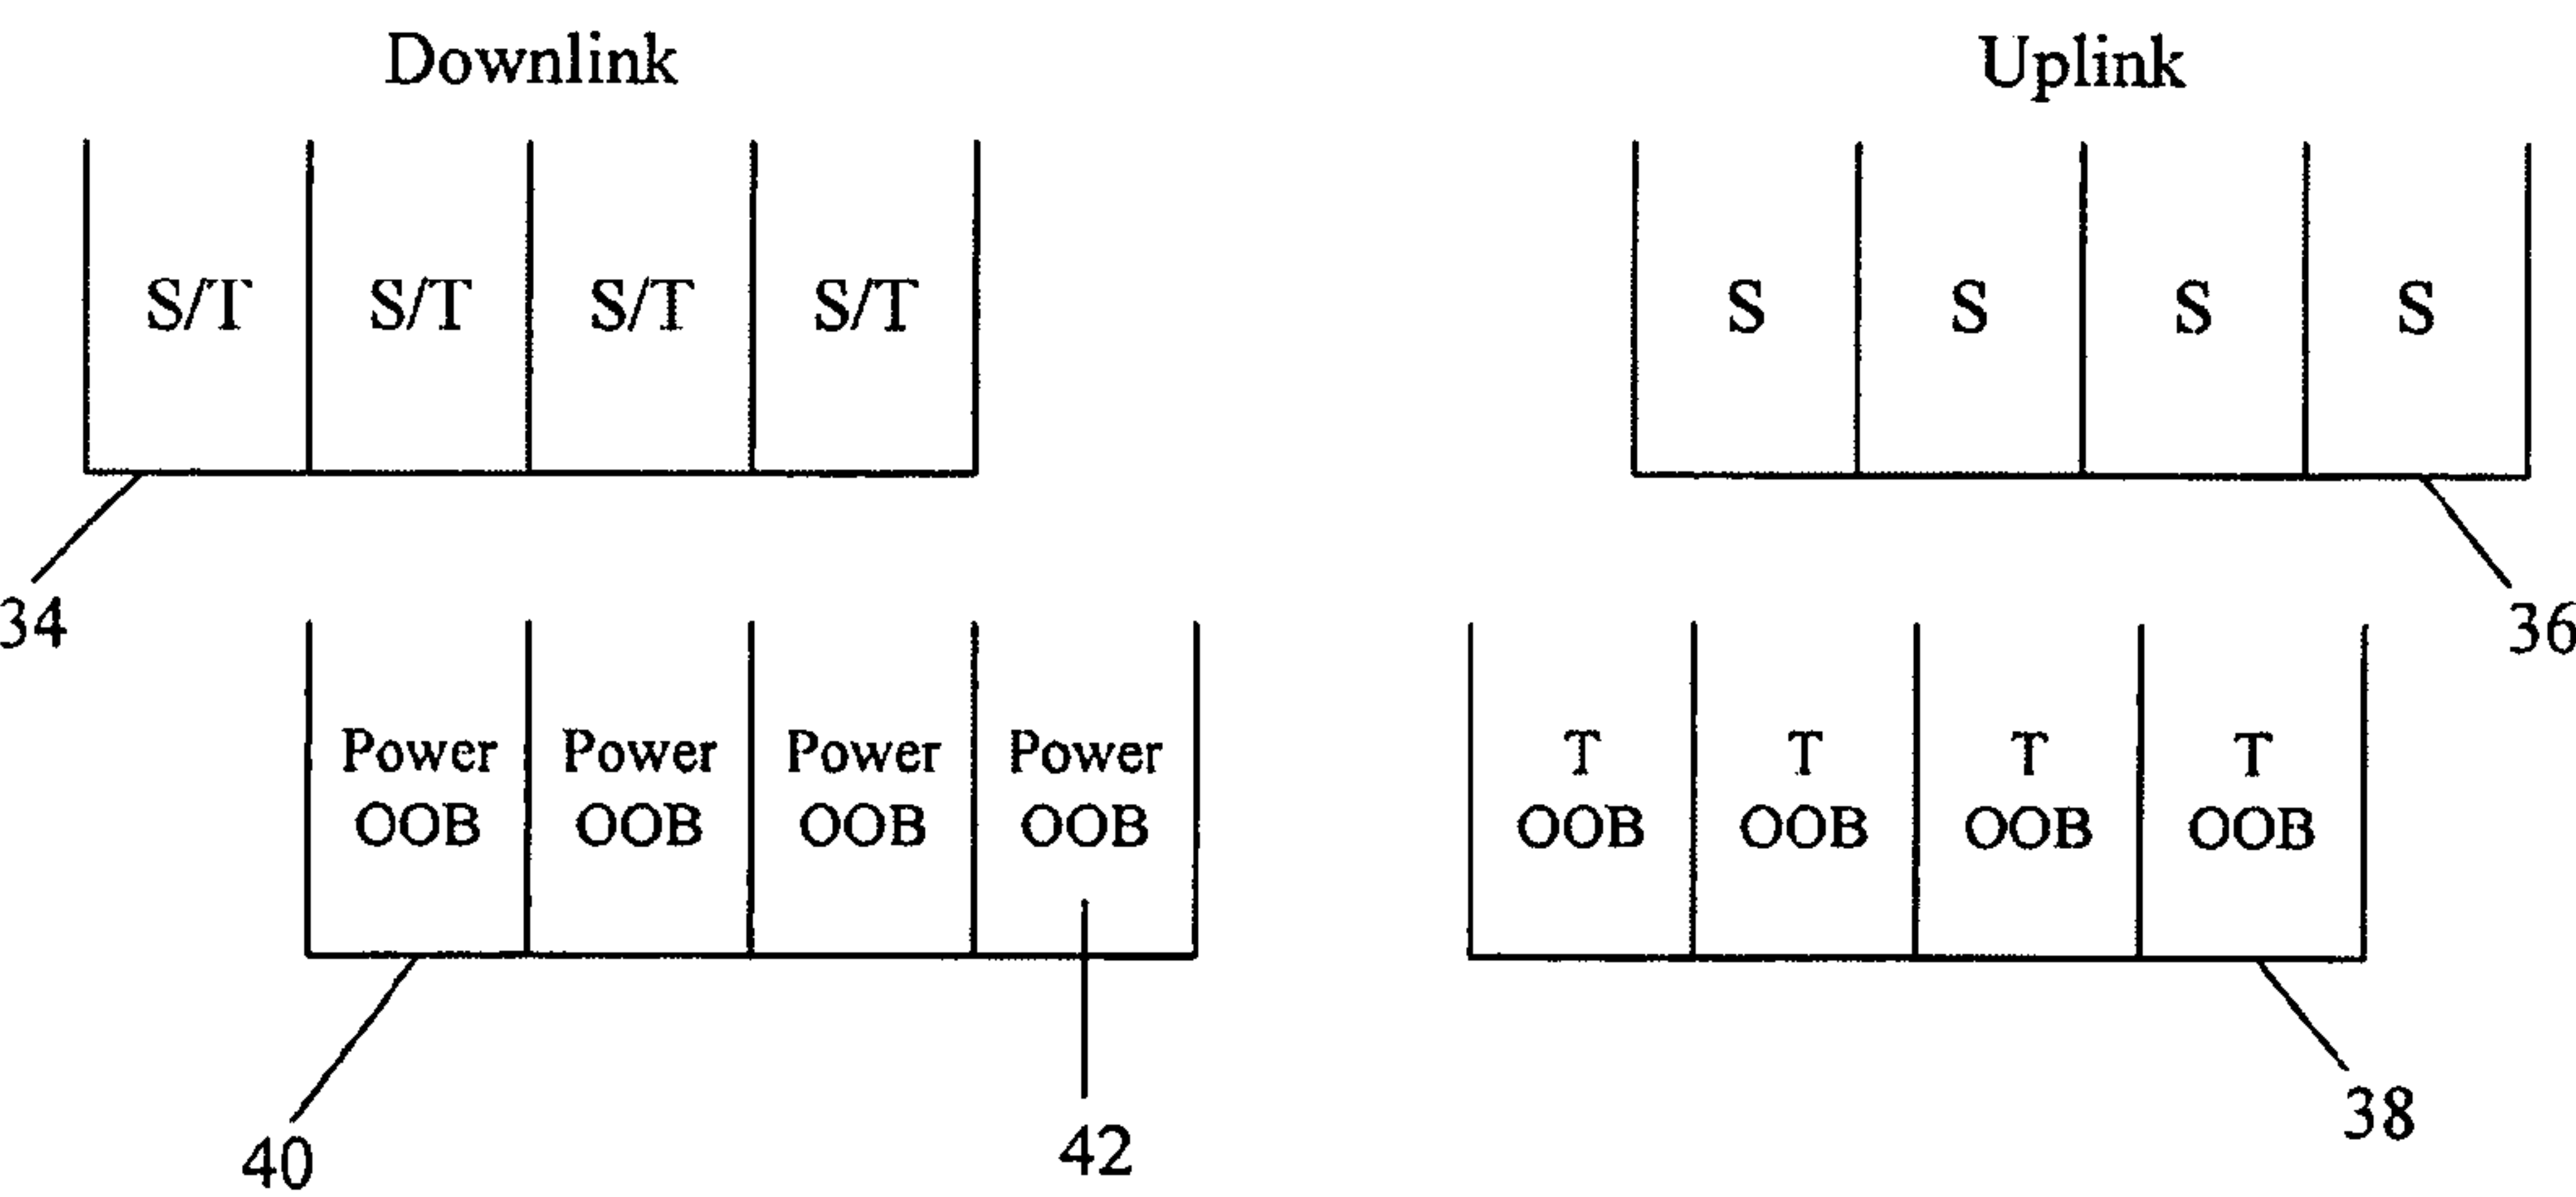 Downlink
Uplink
S/T S/T S/T S/T
S S S S
34
36
Power Power Power Power
OOB OOB OOB OOB
T T T T
OOB OOB OOB OOB
40
42
38